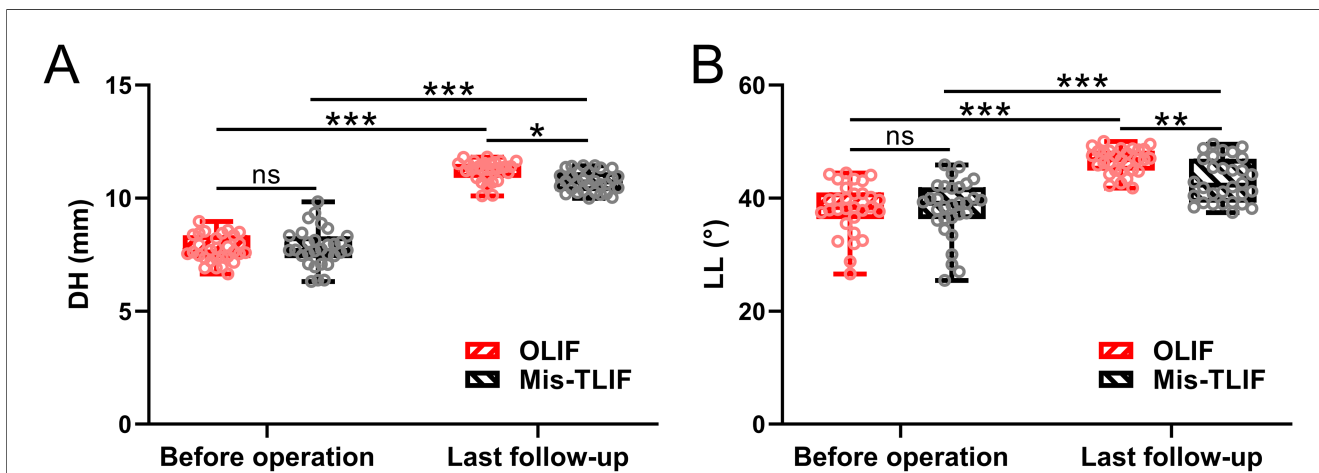 A
15
10
5
0
DH (mm)
***
***
*
ns
OLIF
Mis-TLIF
Before operation
Last follow-up
B
60
40
20
0
LL (°)
***
***
**
ns
OLIF
Mis-TLIF
Before operation
Last follow-up